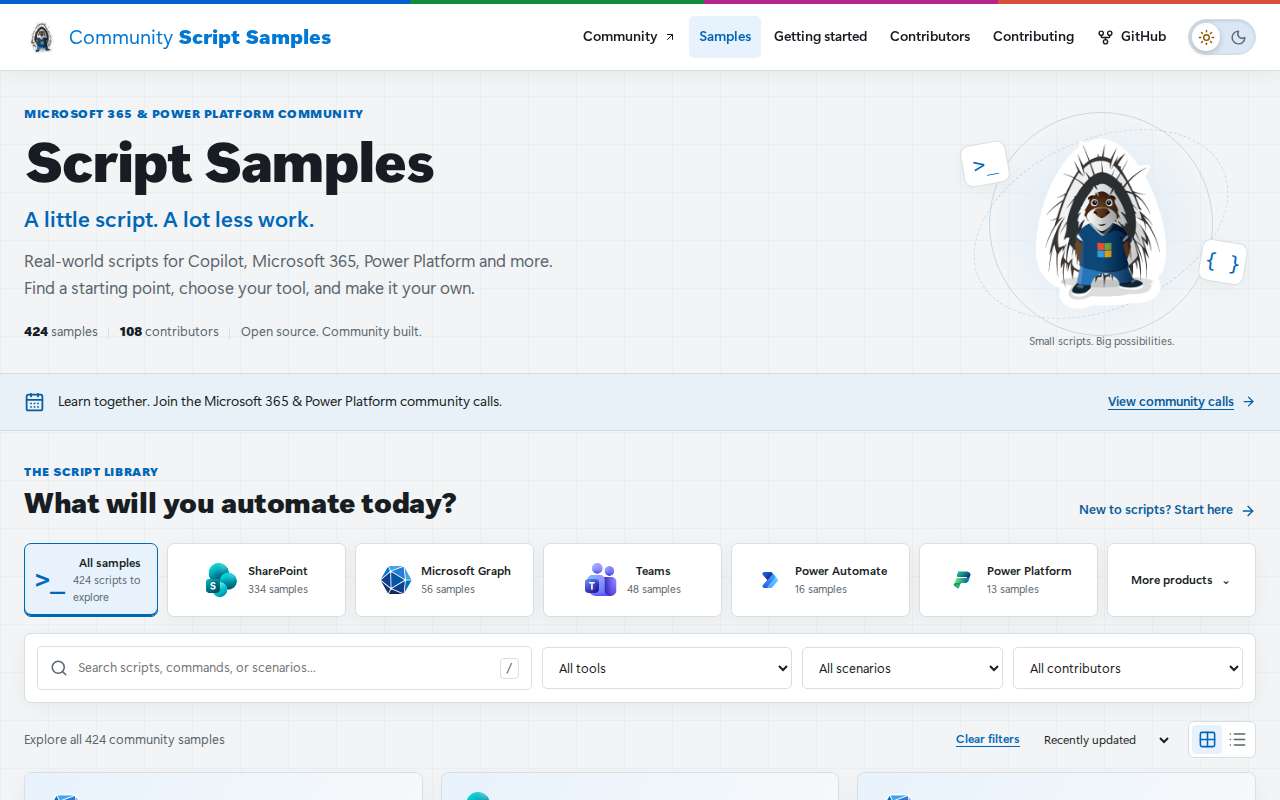 Community Script Samples
Community
Samples
Getting started
Contributors
Contributing
GitHub
MICROSOFT 365 & POWER PLATFORM COMMUNITY
Script Samples
A little script. A lot less work.
Real-world scripts for Copilot, Microsoft 365, Power Platform and more.
Find a starting point, choose your tool, and make it your own.
424 samples
108 contributors
Open source. Community built.
>_
{ }
Small scripts. Big possibilities.
Learn together. Join the Microsoft 365 & Power Platform community calls.
View community calls
THE SCRIPT LIBRARY
What will you automate today?
New to scripts? Start here
>_
All samples
424 scripts to
explore
S
SharePoint
334 samples
Microsoft Graph
56 samples
T
Teams
48 samples
Power Automate
16 samples
Power Platform
13 samples
More products
Search scripts, commands, or scenarios...
/
All tools
All scenarios
All contributors
Explore all 424 community samples
Clear filters
Recently updated